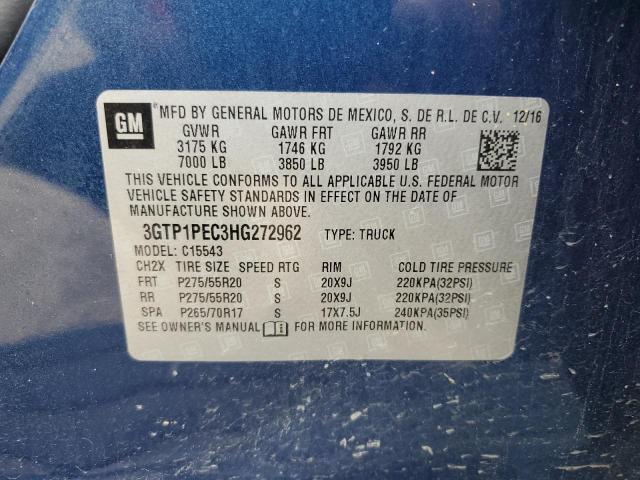 GM
MFD BY GENERAL MOTORS DE MEXICO, S. DE R.L. DE C.V. 12/16
GVWR GAWR FRT GAWR RR
3175 KG 1746 KG 1792 KG
7000 LB 3850 LB 3950 LB
THIS VEHICLE CONFORMS TO ALL APPLICABLE U.S. FEDERAL MOTOR
VEHICLE SAFETY STANDARDS IN EFFECT ON THE DATE OF
MANUFACTURE SHOWN ABOVE.
3GTP1PEC3HG272962 TYPE: TRUCK
MODEL: C15543
CH2X TIRE SIZE SPEED RTG RIM COLD TIRE PRESSURE
FRT P275/55R20 S 20X9J 220KPA(32PSI)
RR P275/55R20 S 20X9J 220KPA(32PSI)
SPA P265/70R17 S 17X7.5J 240KPA(35PSI)
SEE OWNER'S MANUAL FOR MORE INFORMATION.